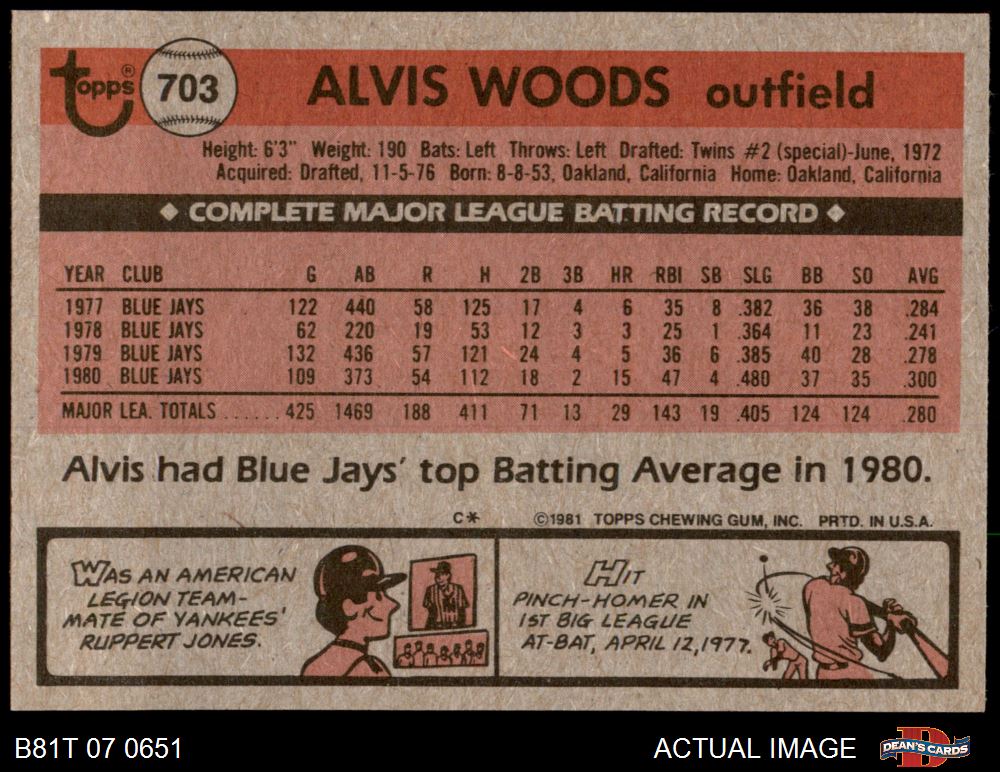 topps® 703 ALVIS WOODS outfield
Height: 6'3" Weight: 190 Bats: Left Throws: Left Drafted: Twins #2 (special)-June, 1972
Acquired: Drafted, 11-5-76 Born: 8-8-53, Oakland, California Home: Oakland, California
◆ COMPLETE MAJOR LEAGUE BATTING RECORD ◆
YEAR CLUB G AB R H 2B 3B HR RBI SB SLG BB SO AVG
1977 BLUE JAYS 122 440 58 125 17 4 6 35 8 .382 36 38 .284
1978 BLUE JAYS 62 220 19 53 12 3 3 25 1 .364 11 23 .241
1979 BLUE JAYS 132 436 57 121 24 4 5 36 6 .385 40 28 .278
1980 BLUE JAYS 109 373 54 112 18 2 15 47 4 .480 37 35 .300
MAJOR LEA. TOTALS ...... 425 1469 188 411 71 13 29 143 19 .405 124 124 .280
Alvis had Blue Jays' top Batting Average in 1980.
C* ©1981 TOPPS CHEWING GUM, INC. PRTD. IN U.S.A.
WAS AN AMERICAN
LEGION TEAM-
MATE OF YANKEES'
RUPPERT JONES.
HIT
PINCH-HOMER IN
1ST BIG LEAGUE
AT-BAT, APRIL 12, 1977.
B81T 07 0651 ACTUAL IMAGE DEAN'S CARDS